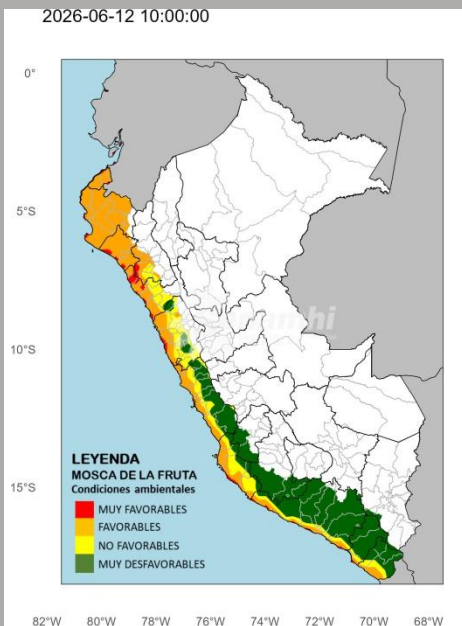 2026-06-12 10:00:00
0°
5°S
10°S
15°S
LEYENDA
MOSCA DE LA FRUTA
Condiciones ambientales
MUY FAVORABLES
FAVORABLES
NO FAVORABLES
MUY DESFAVORABLES
82°W 80°W 78°W 76°W 74°W 72°W 70°W 68°W